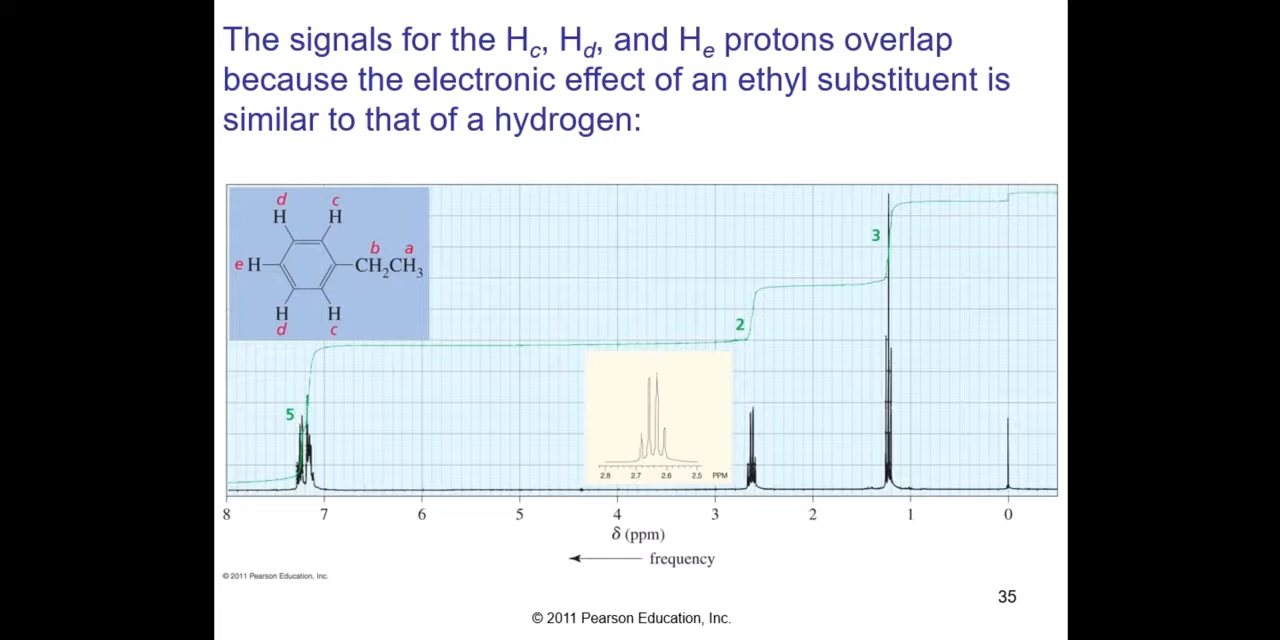 The signals for the Hc, Hd, and He protons overlap
because the electronic effect of an ethyl substituent is
similar to that of a hydrogen:
d c
H H
b a
e H CH2CH3
H H
d c
3
2
5
2.8 2.7 2.6 2.5 PPM
8 7 6 5 4 3 2 1 0
δ (ppm)
frequency
© 2011 Pearson Education, Inc.
35
© 2011 Pearson Education, Inc.